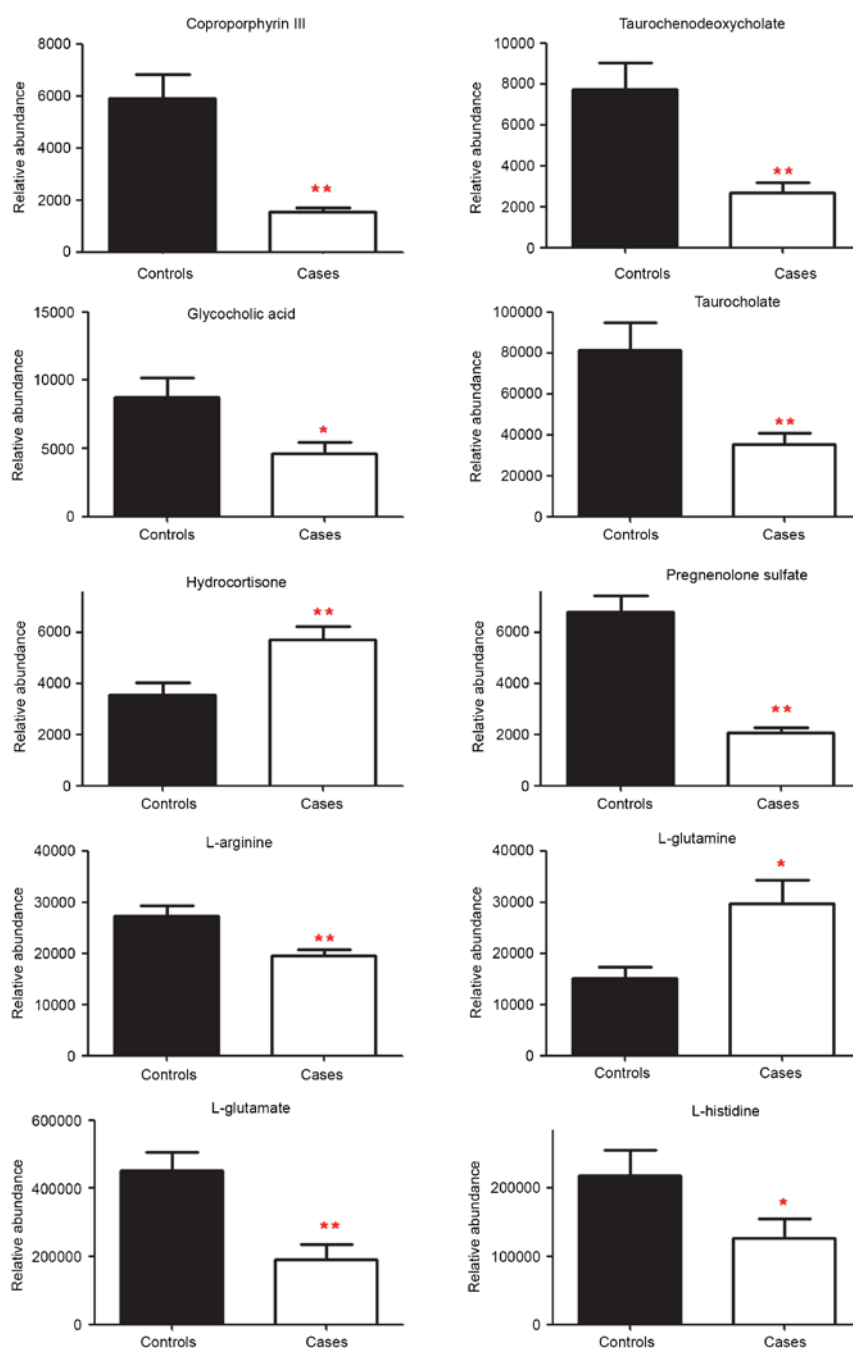 Coproporphyrin III
Relative abundance
8000
6000
4000
2000
0
**
Controls Cases
Taurochenodeoxycholate
Relative abundance
10000
8000
6000
4000
2000
0
**
Controls Cases
Glycocholic acid
Relative abundance
15000
10000
5000
0
*
Controls Cases
Taurocholate
Relative abundance
100000
80000
60000
40000
20000
0
**
Controls Cases
Hydrocortisone
Relative abundance
6000
4000
2000
0
**
Controls Cases
Pregnenolone sulfate
Relative abundance
6000
4000
2000
0
**
Controls Cases
L-arginine
Relative abundance
40000
30000
20000
10000
0
**
Controls Cases
L-glutamine
Relative abundance
40000
30000
20000
10000
0
*
Controls Cases
L-glutamate
Relative abundance
600000
400000
200000
0
**
Controls Cases
L-histidine
Relative abundance
200000
100000
0
*
Controls Cases